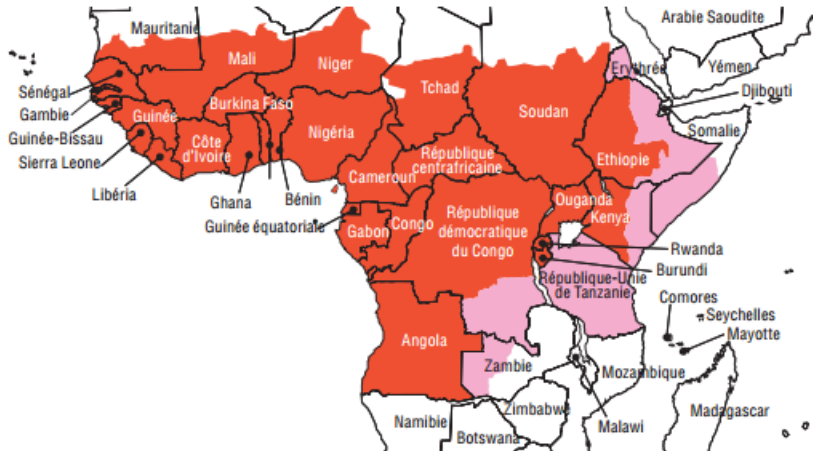 Mauritanie
Mali
Niger
Tchad
Soudan
Erythrée
Arabie Saoudite
Yémen
Djibouti
Somalie
Sénégal
Gambie
Guinée-Bissau
Guinée
Sierra Leone
Libéria
Burkina Faso
Côte
d'Ivoire
Ghana
Bénin
Nigéria
Cameroun
République
centrafricaine
Ethiopie
Guinée équatoriale
Gabon
Congo
République
démocratique
du Congo
Ouganda
Kenya
Rwanda
Burundi
République-Unie
de Tanzanie
Comores
Seychelles
Mayotte
Angola
Zambie
Mozambique
Malawi
Madagascar
Namibie
Botswana
Zimbabwe